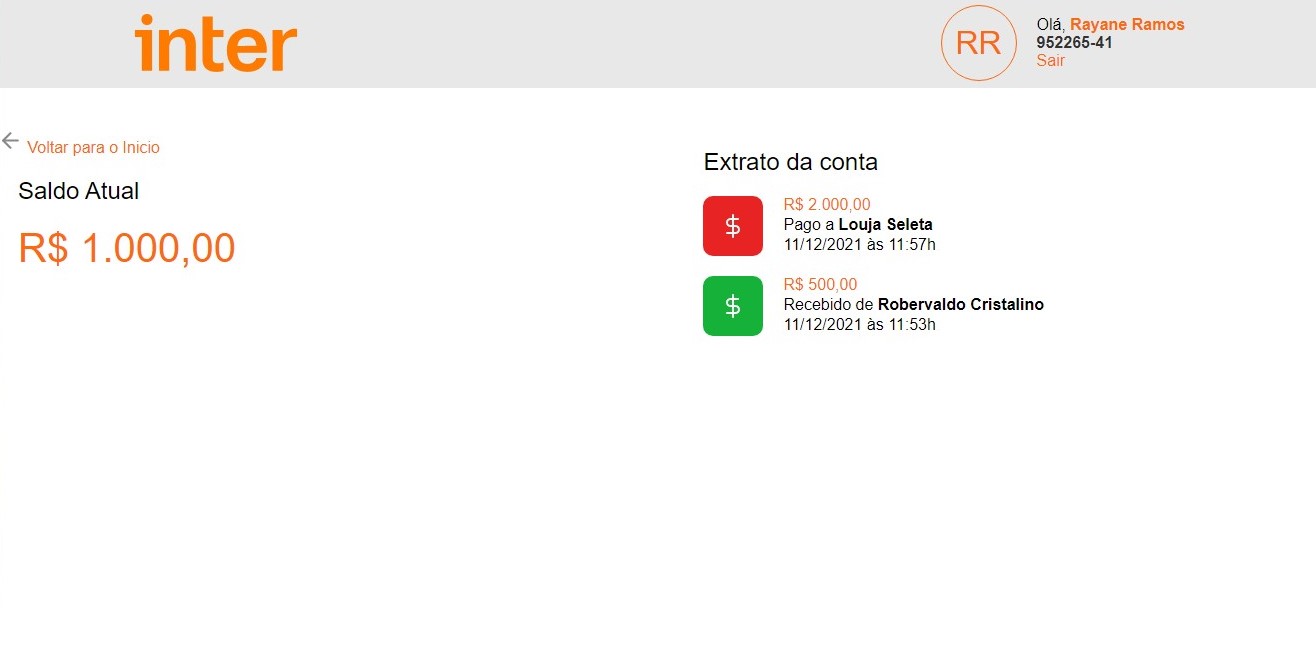 inter
RR
Olá, Rayane Ramos
952265-41
Sair
Voltar para o Inicio
Saldo Atual
R$ 1.000,00
Extrato da conta
$
R$ 2.000,00
Pago a Louja Seleta
11/12/2021 às 11:57h
$
R$ 500,00
Recebido de Robervaldo Cristalino
11/12/2021 às 11:53h